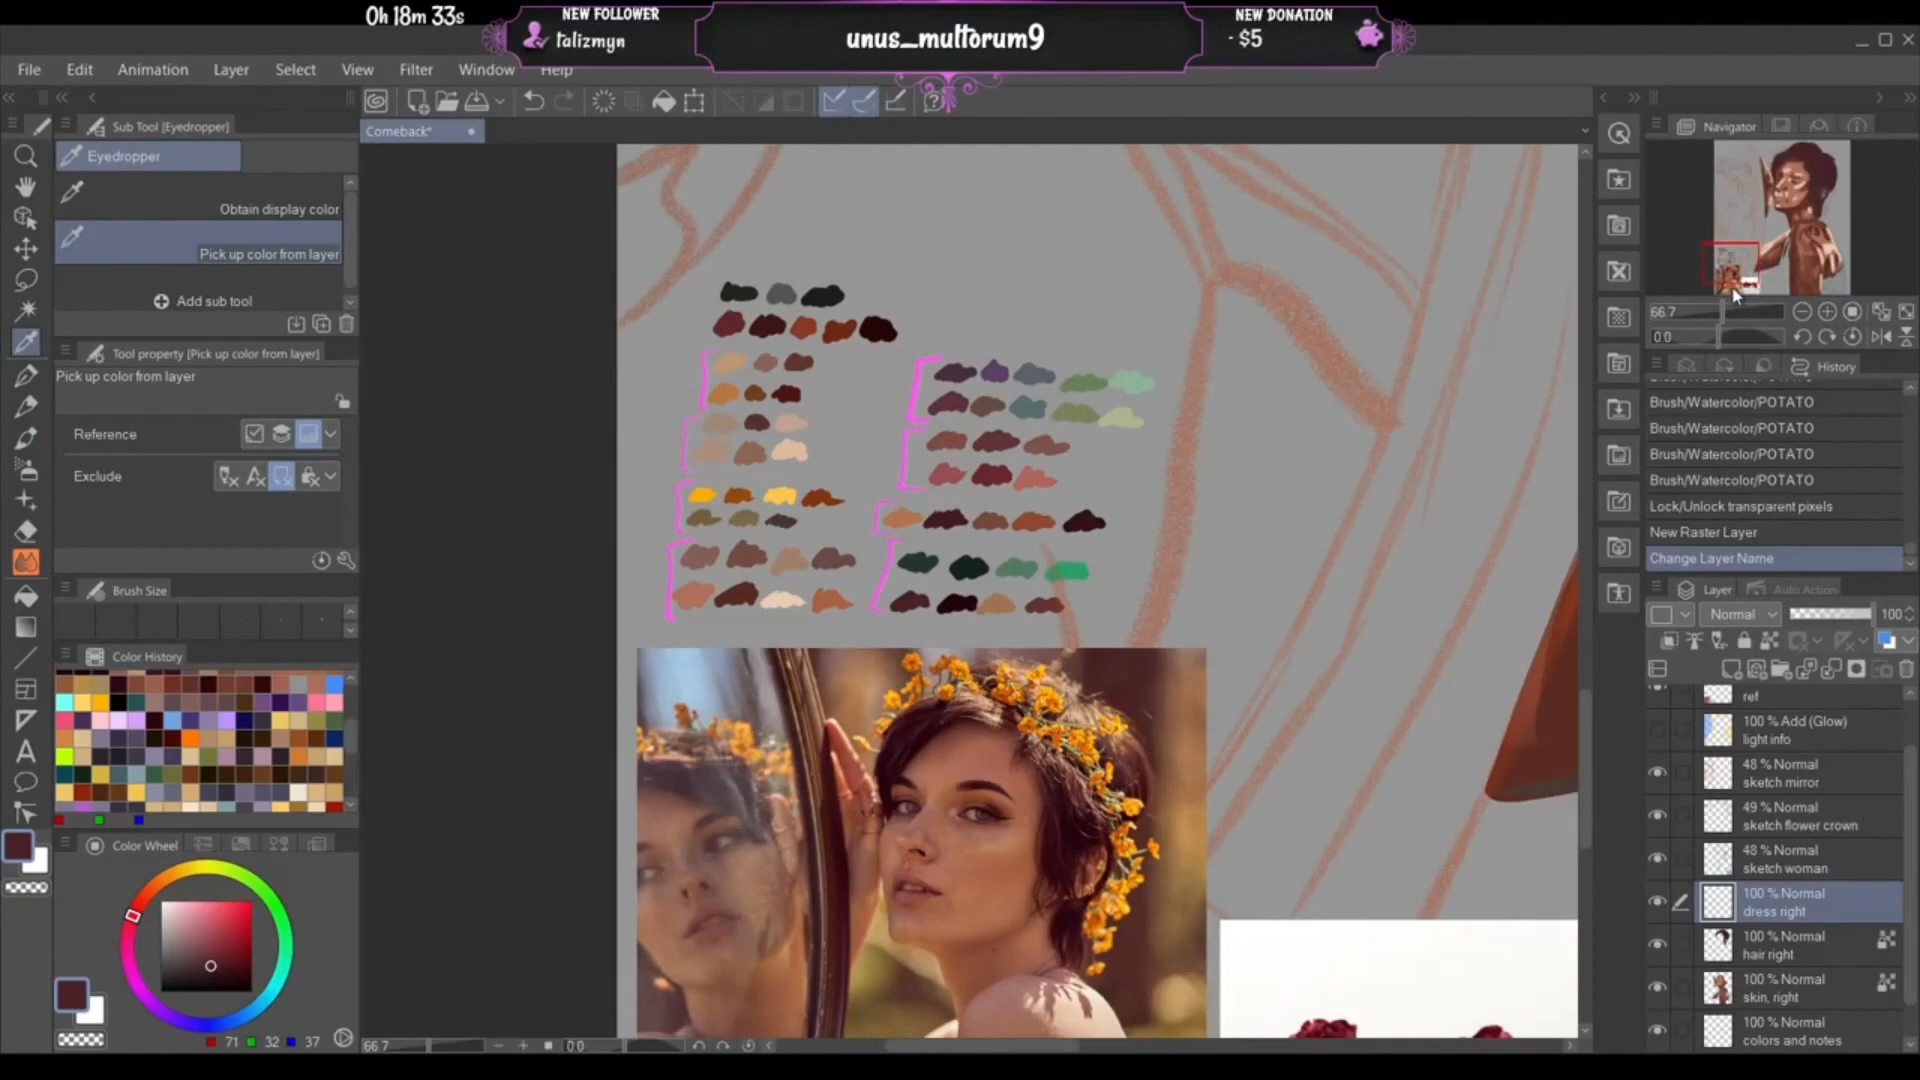 0h 18m 33s
NEW FOLLOWER
talizmyn
unus_multorum9
NEW DONATION
- $5
File Edit Animation Layer Select View Filter Window Help
Sub Tool [Eyedropper]
Eyedropper
Obtain display color
Pick up color from layer
Add sub tool
Tool property [Pick up color from layer]
Pick up color from layer
Reference
Exclude
Brush Size
Color History
Color Wheel
71 32 37
Comeback*
66.7 0.0
Navigator
66.7
0.0
History
Brush/Watercolor/POTATO
Brush/Watercolor/POTATO
Brush/Watercolor/POTATO
Brush/Watercolor/POTATO
Lock/Unlock transparent pixels
New Raster Layer
Change Layer Name
Layer Auto Action
Normal 100
ref
100 % Add (Glow)
light info
48 % Normal
sketch mirror
49 % Normal
sketch flower crown
48 % Normal
sketch woman
100 % Normal
dress right
100 % Normal
hair right
100 % Normal
skin, right
100 % Normal
colors and notes